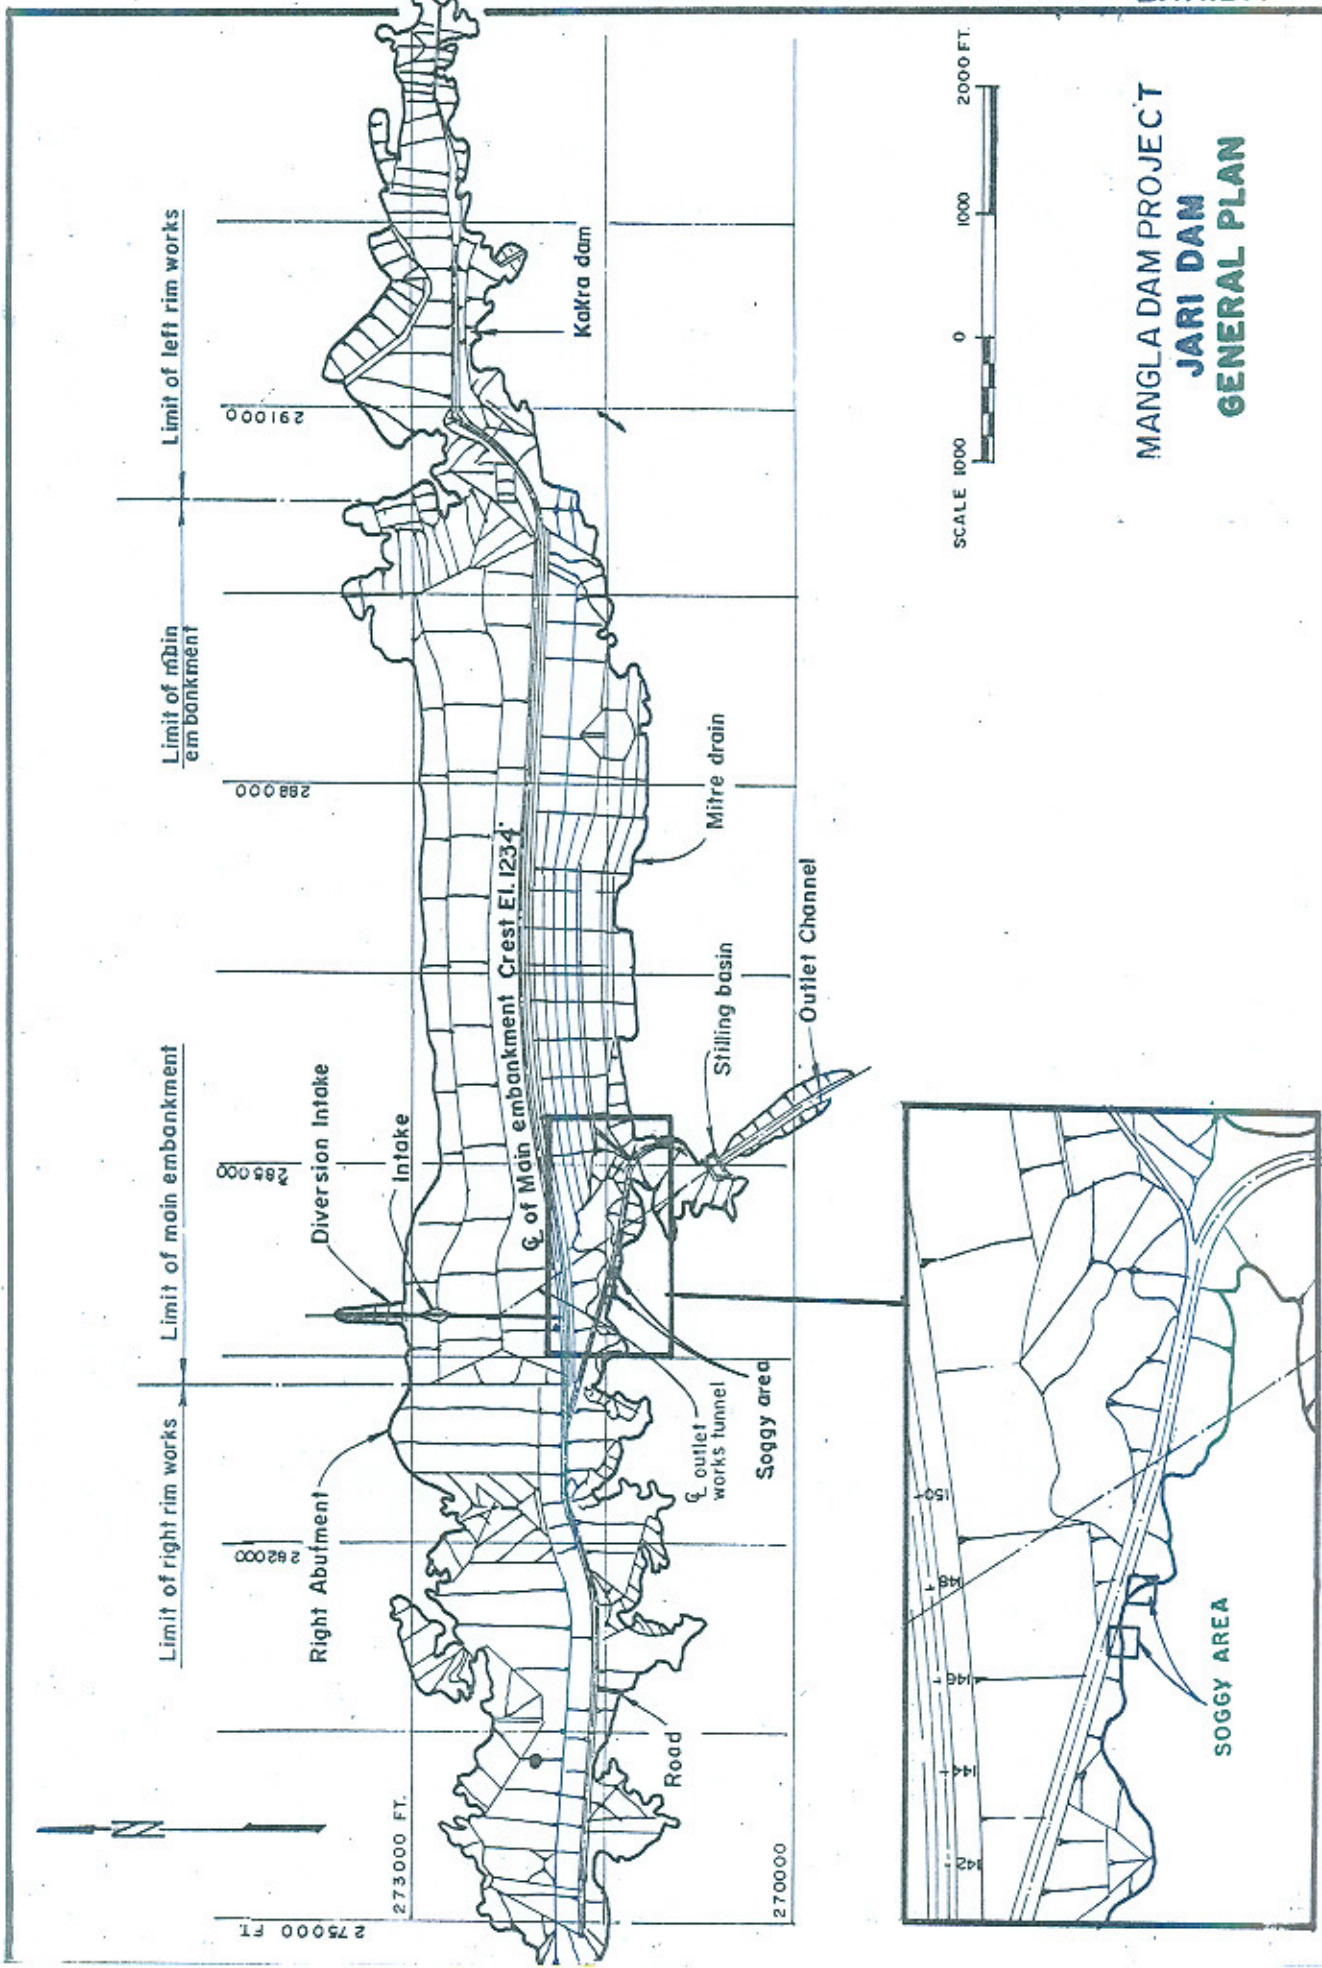 Limit of right rim works
Limit of main embankment
Limit of main
embankment
Limit of left rim works
275000 FT.
282000
285000
288000
291000
Right Abutment
Diversion Intake
Intake
273000 FT.
℄ of Main embankment Crest El. 1234'
Kakra dam
Road
℄ outlet
works tunnel
Soggy area
Stilling basin
Mitre drain
270000
Outlet Channel
N
142
144
146
148
150
SOGGY AREA
SCALE 1000 0 1000 2000 FT.
MANGLA DAM PROJECT
JARI DAM
GENERAL PLAN